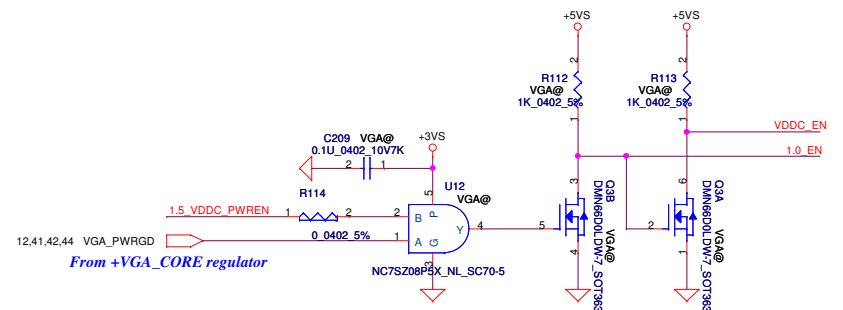 +5VS
+5VS
2
2
R112
VGA@
1K_0402_5%
R113
VGA@
1K_0402_5%
1
1
VDDC_EN
1.0_EN
C209
VGA@
0.1U_0402_10V7K
2
1
+3VS
R114
1.5_VDDC_PWREN
1
2
2
B
P
5
U12
VGA@
Y
4
0_0402_5%
12,41,42,44 VGA_PWRGD
1
A
G
3
From +VGA_CORE regulator
NC7SZ08P5X_NL_SC70-5
3
5
4
Q3B
DMN66D0LDW-7_SOT363
VGA@
6
2
1
Q3A
DMN66D0LDW-7_SOT363
VGA@